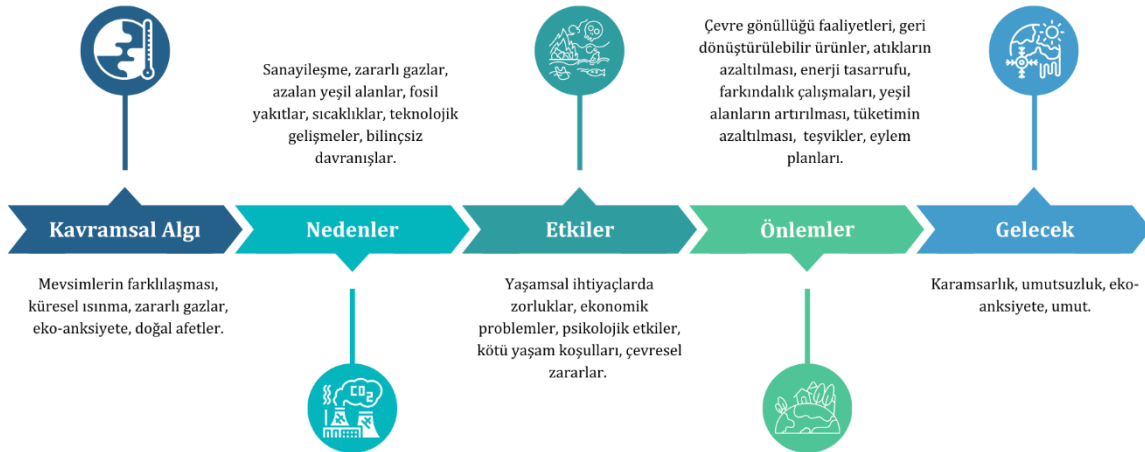 Kavramsal Algı
Mevsimlerin farklılaşması,
küresel ısınma, zararlı gazlar,
eko-anksiyete, doğal afetler.
Sanayileşme, zararlı gazlar,
azalan yeşil alanlar, fosil
yakıtlar, sıcaklıklar, teknolojik
gelişmeler, bilinçsiz
davranışlar.
Nedenler
CO2
Etkiler
Yaşamsal ihtiyaçlarda
zorluklar, ekonomik
problemler, psikolojik etkiler,
kötü yaşam koşulları, çevresel
zararlar.
Çevre gönüllüğü faaliyetleri, geri
dönüştürülebilir ürünler, atıkların
azaltılması, enerji tasarrufu,
farkındalık çalışmaları, yeşil
alanların artırılması, tüketimin
azaltılması, teşvikler, eylem
planları.
Önlemler
Gelecek
Karamsarlık, umutsuzluk, eko-
anksiyete, umut.